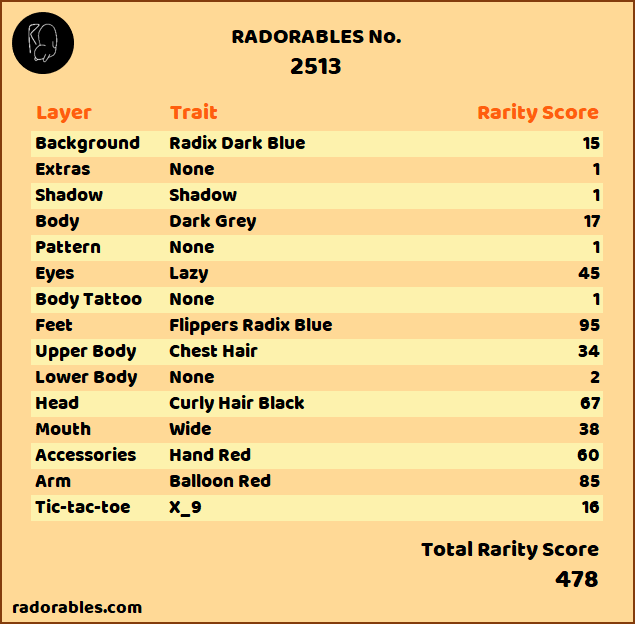 RADORABLES No.
2513
Layer Trait Rarity Score
Background Radix Dark Blue 15
Extras None 1
Shadow Shadow 1
Body Dark Grey 17
Pattern None 1
Eyes Lazy 45
Body Tattoo None 1
Feet Flippers Radix Blue 95
Upper Body Chest Hair 34
Lower Body None 2
Head Curly Hair Black 67
Mouth Wide 38
Accessories Hand Red 60
Arm Balloon Red 85
Tic-tac-toe X_9 16
Total Rarity Score
478
radorables.com